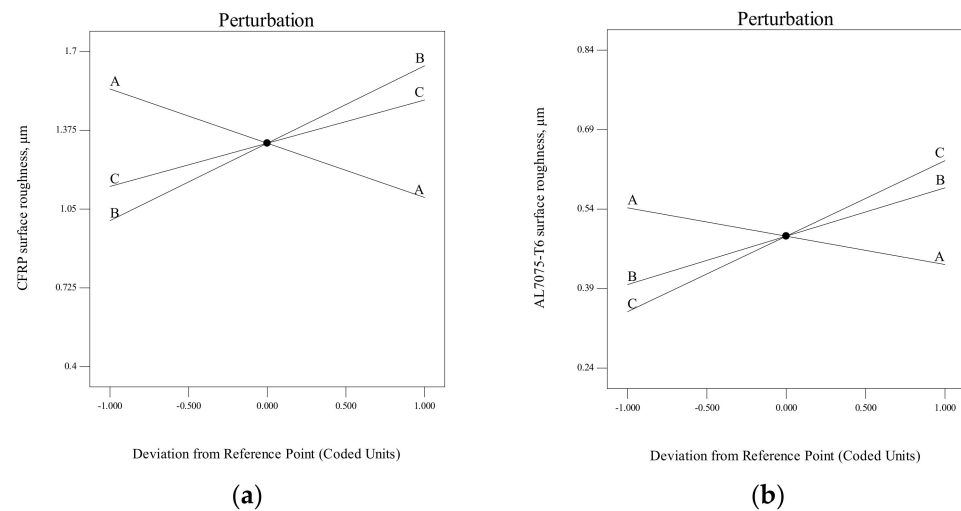 Perturbation
CFRP surface roughness, μm
1.7
1.375
1.05
0.725
0.4
A
C
B
B
C
A
-1.000
-0.500
0.000
0.500
1.000
Deviation from Reference Point (Coded Units)
(a)
Perturbation
AL7075-T6 surface roughness, μm
0.84
0.69
0.54
0.39
0.24
A
B
C
C
B
A
-1.000
-0.500
0.000
0.500
1.000
Deviation from Reference Point (Coded Units)
(b)